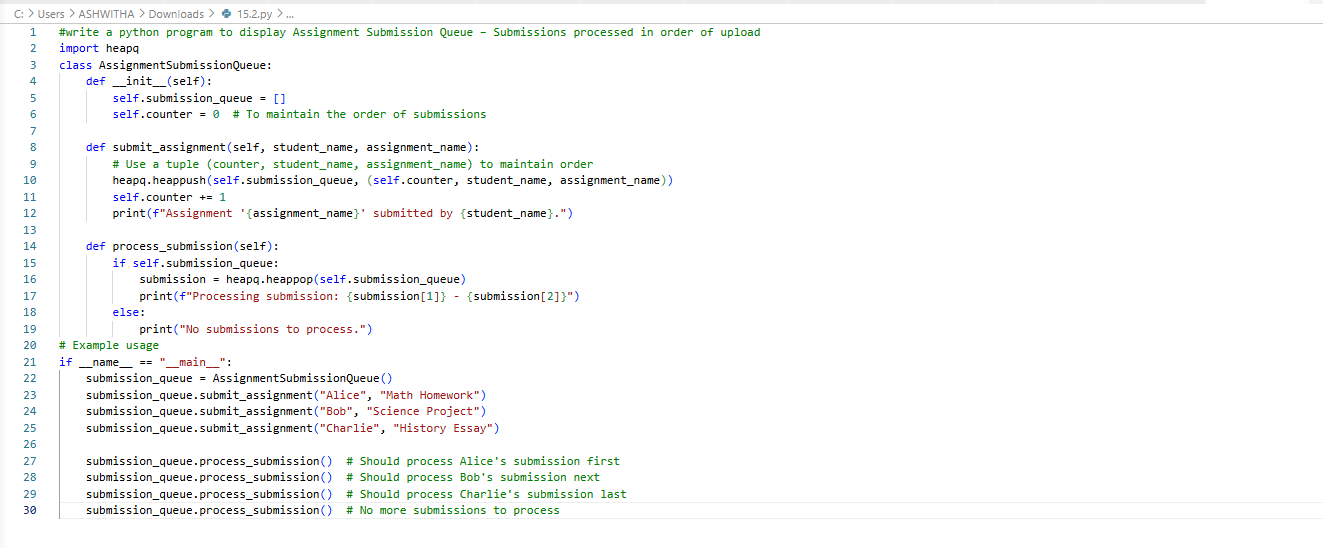 C: > Users > ASHWITHA > Downloads > 15.2.py > ...
1 #write a python program to display Assignment Submission Queue – Submissions processed in order of upload
2 import heapq
3 class AssignmentSubmissionQueue:
4     def __init__(self):
5         self.submission_queue = []
6         self.counter = 0  # To maintain the order of submissions
7
8     def submit_assignment(self, student_name, assignment_name):
9         # Use a tuple (counter, student_name, assignment_name) to maintain order
10         heapq.heappush(self.submission_queue, (self.counter, student_name, assignment_name))
11         self.counter += 1
12         print(f"Assignment '{assignment_name}' submitted by {student_name}.")
13
14     def process_submission(self):
15         if self.submission_queue:
16             submission = heapq.heappop(self.submission_queue)
17             print(f"Processing submission: {submission[1]} - {submission[2]}")
18         else:
19             print("No submissions to process.")
20 # Example usage
21 if __name__ == "__main__":
22     submission_queue = AssignmentSubmissionQueue()
23     submission_queue.submit_assignment("Alice", "Math Homework")
24     submission_queue.submit_assignment("Bob", "Science Project")
25     submission_queue.submit_assignment("Charlie", "History Essay")
26
27     submission_queue.process_submission()  # Should process Alice's submission first
28     submission_queue.process_submission()  # Should process Bob's submission next
29     submission_queue.process_submission()  # Should process Charlie's submission last
30     submission_queue.process_submission()  # No more submissions to process